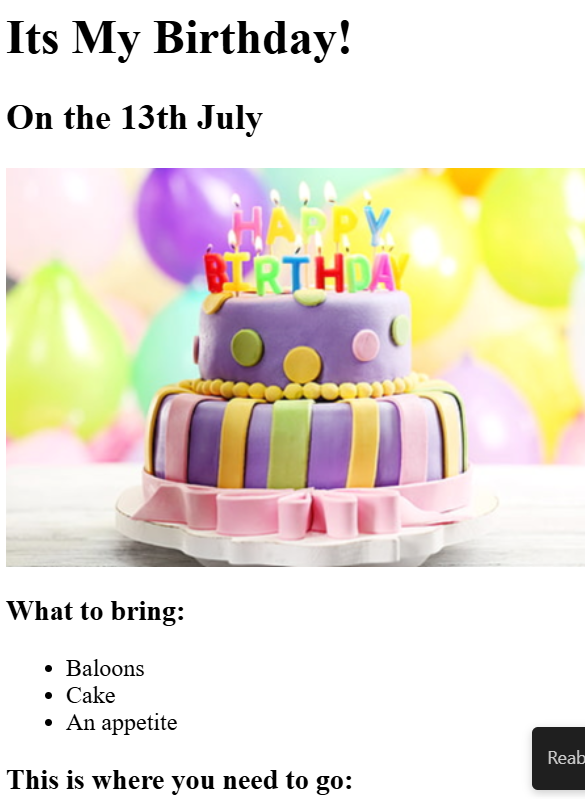 Its My Birthday!
On the 13th July
HAPPY
BIRTHDAY
What to bring:
Baloons
Cake
An appetite
This is where you need to go: